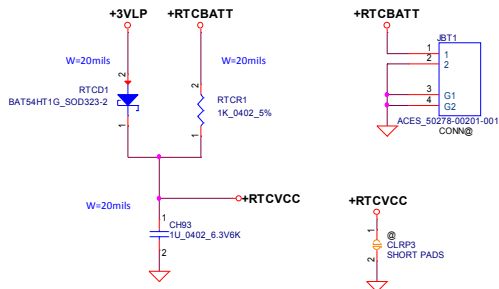 +3VLP
+RTCBATT
W=20mils
W=20mils
2
RTCD1
BAT54HT1G_SOD323-2
1
2
RTCR1
1K_0402_5%
1
+RTCVCC
W=20mils
1
CH93
1U_0402_6.3V6K
2
+RTCBATT
JBT1
1
1
2
2
3
G1
4
G2
ACES_50278-00201-001
CONN@
+RTCVCC
1
@
CLRP3
SHORT PADS
2